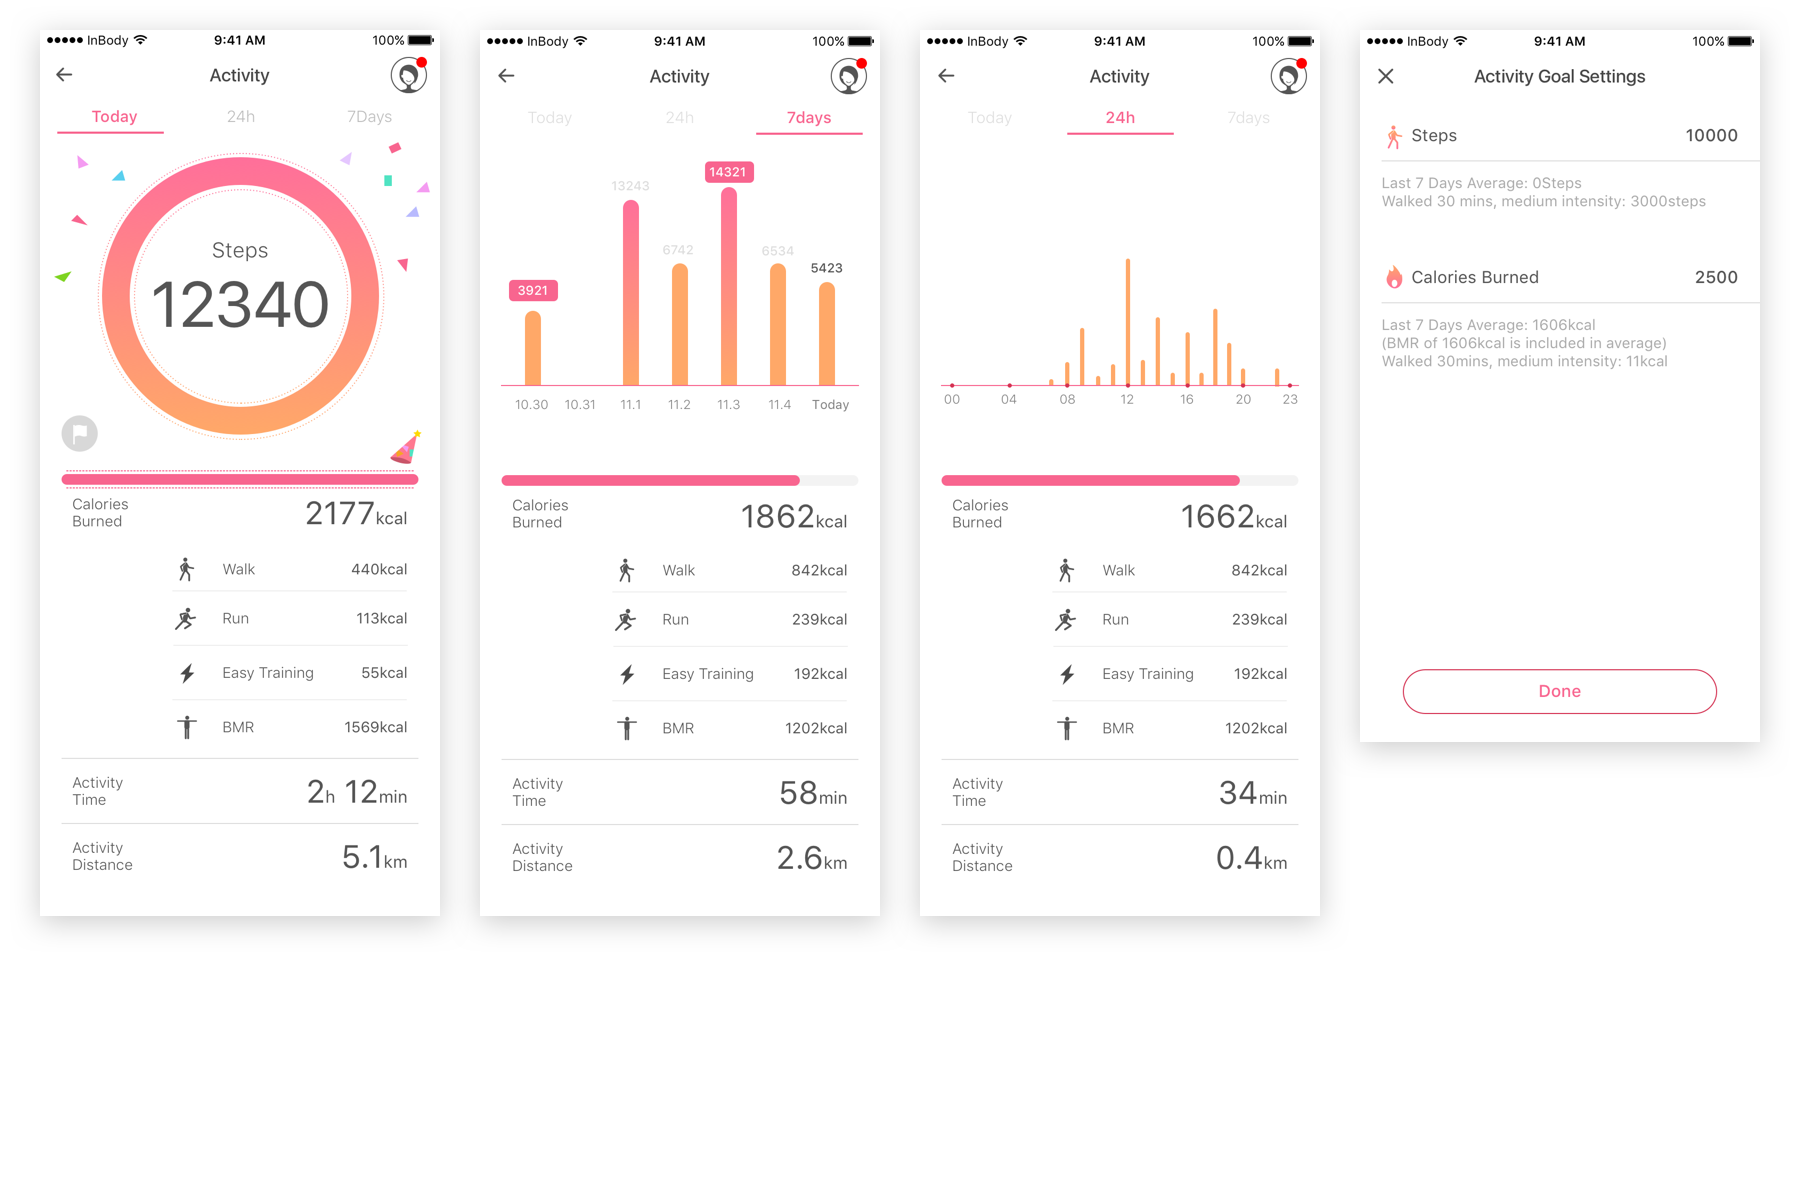 InBody 9:41 AM 100%
Activity
Today 24h 7Days
Steps
12340
Calories
Burned
2177kcal
Walk 440kcal
Run 113kcal
Easy Training 55kcal
BMR 1569kcal
Activity
Time
2h 12min
Activity
Distance
5.1km
InBody 9:41 AM 100%
Activity
Today 24h 7days
14321
13243
6742 6534
5423
3921
10.30 10.31 11.1 11.2 11.3 11.4 Today
Calories
Burned
1862kcal
Walk 842kcal
Run 239kcal
Easy Training 192kcal
BMR 1202kcal
Activity
Time
58min
Activity
Distance
2.6km
InBody 9:41 AM 100%
Activity
Today 24h 7days
00 04 08 12 16 20 23
Calories
Burned
1662kcal
Walk 842kcal
Run 239kcal
Easy Training 192kcal
BMR 1202kcal
Activity
Time
34min
Activity
Distance
0.4km
InBody 9:41 AM 100%
Activity Goal Settings
Steps 10000
Last 7 Days Average: 0Steps
Walked 30 mins, medium intensity: 3000steps
Calories Burned 2500
Last 7 Days Average: 1606kcal
(BMR of 1606kcal is included in average)
Walked 30mins, medium intensity: 11kcal
Done